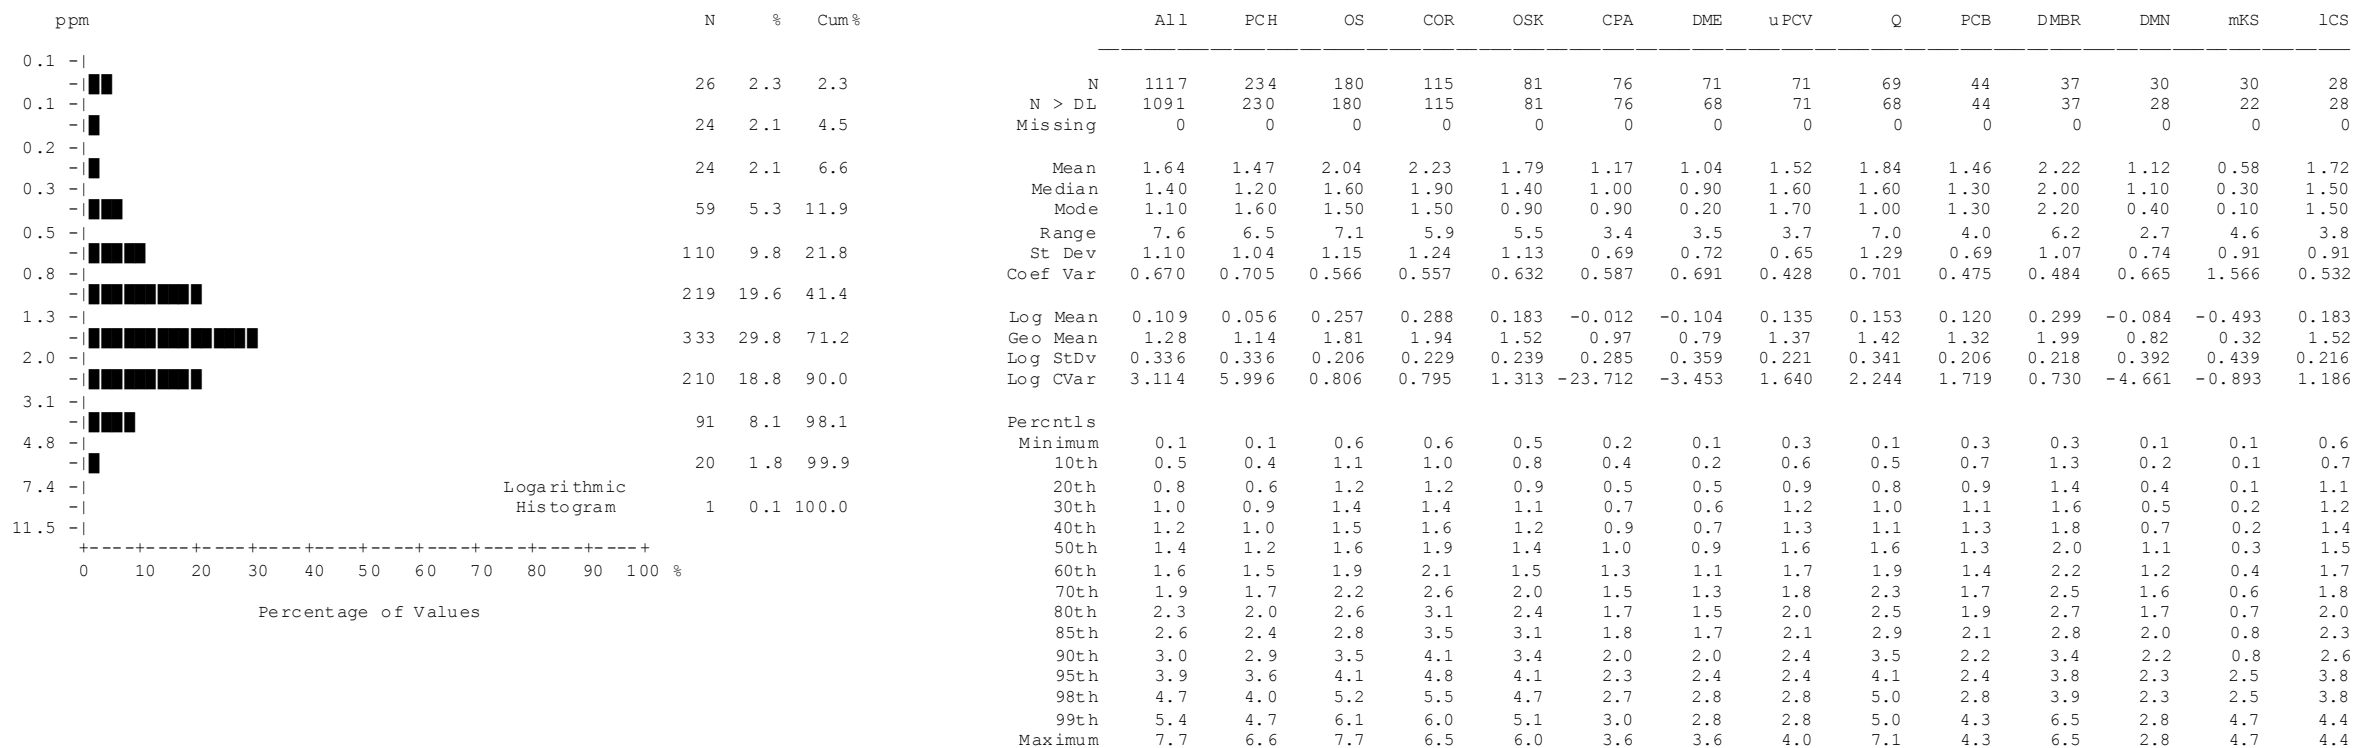 ppm N % Cum% All PCH OS COR OSK CPA DME uPCV Q PCB DMBR DMN mKS lCS
0.1 -|
-| 26 2.3 2.3 N 1117 234 180 115 81 76 71 71 69 44 37 30 30 28
0.1 -| N > DL 1091 230 180 115 81 76 68 71 68 44 37 28 22 28
-| 24 2.1 4.5 Missing 0 0 0 0 0 0 0 0 0 0 0 0 0 0
0.2 -|
-| 24 2.1 6.6 Mean 1.64 1.47 2.04 2.23 1.79 1.17 1.04 1.52 1.84 1.46 2.22 1.12 0.58 1.72
0.3 -| Median 1.40 1.20 1.60 1.90 1.40 1.00 0.90 1.60 1.60 1.30 2.00 1.10 0.30 1.50
-| 59 5.3 11.9 Mode 1.10 1.60 1.50 1.50 0.90 0.90 0.20 1.70 1.00 1.30 2.20 0.40 0.10 1.50
0.5 -| Range 7.6 6.5 7.1 5.9 5.5 3.4 3.5 3.7 7.0 4.0 6.2 2.7 4.6 3.8
-| 110 9.8 21.8 St Dev 1.10 1.04 1.15 1.24 1.13 0.69 0.72 0.65 1.29 0.69 1.07 0.74 0.91 0.91
0.8 -| Coef Var 0.670 0.705 0.566 0.557 0.632 0.587 0.691 0.428 0.701 0.475 0.484 0.665 1.566 0.532
-| 219 19.6 41.4
1.3 -| Log Mean 0.109 0.056 0.257 0.288 0.183 -0.012 -0.104 0.135 0.153 0.120 0.299 -0.084 -0.493 0.183
-| 333 29.8 71.2 Geo Mean 1.28 1.14 1.81 1.94 1.52 0.97 0.79 1.37 1.42 1.32 1.99 0.82 0.32 1.52
2.0 -| Log StDv 0.336 0.336 0.206 0.229 0.239 0.285 0.359 0.221 0.341 0.206 0.218 0.392 0.439 0.216
-| 210 18.8 90.0 Log CVar 3.114 5.996 0.806 0.795 1.313 -23.712 -3.453 1.640 2.244 1.719 0.730 -4.661 -0.893 1.186
3.1 -|
-| 91 8.1 98.1 Percntls
4.8 -| Minimum 0.1 0.1 0.6 0.6 0.5 0.2 0.1 0.3 0.1 0.3 0.3 0.1 0.1 0.6
-| 20 1.8 99.9 10th 0.5 0.4 1.1 1.0 0.8 0.4 0.2 0.6 0.5 0.7 1.3 0.2 0.1 0.7
7.4 -| Logarithmic 20th 0.8 0.6 1.2 1.2 0.9 0.5 0.5 0.9 0.8 0.9 1.4 0.4 0.1 1.1
-| Histogram 1 0.1 100.0 30th 1.0 0.9 1.4 1.4 1.1 0.7 0.6 1.2 1.0 1.1 1.6 0.5 0.2 1.2
11.5 -| 40th 1.2 1.0 1.5 1.6 1.2 0.9 0.7 1.3 1.1 1.3 1.8 0.7 0.2 1.4
+----+----+----+----+----+----+----+----+----+----+ 50th 1.4 1.2 1.6 1.9 1.4 1.0 0.9 1.6 1.6 1.3 2.0 1.1 0.3 1.5
0 10 20 30 40 50 60 70 80 90 100 % 60th 1.6 1.5 1.9 2.1 1.5 1.3 1.1 1.7 1.9 1.4 2.2 1.2 0.4 1.7
70th 1.9 1.7 2.2 2.6 2.0 1.5 1.3 1.8 2.3 1.7 2.5 1.6 0.6 1.8
Percentage of Values 80th 2.3 2.0 2.6 3.1 2.4 1.7 1.5 2.0 2.5 1.9 2.7 1.7 0.7 2.0
85th 2.6 2.4 2.8 3.5 3.1 1.8 1.7 2.1 2.9 2.1 2.8 2.0 0.8 2.3
90th 3.0 2.9 3.5 4.1 3.4 2.0 2.0 2.4 3.5 2.2 3.4 2.2 0.8 2.6
95th 3.9 3.6 4.1 4.8 4.1 2.3 2.4 2.4 4.1 2.4 3.8 2.3 2.5 3.8
98th 4.7 4.0 5.2 5.5 4.7 2.7 2.8 2.8 5.0 2.8 3.9 2.3 2.5 3.8
99th 5.4 4.7 6.1 6.0 5.1 3.0 2.8 2.8 5.0 4.3 6.5 2.8 4.7 4.4
Maximum 7.7 6.6 7.7 6.5 6.0 3.6 3.6 4.0 7.1 4.3 6.5 2.8 4.7 4.4